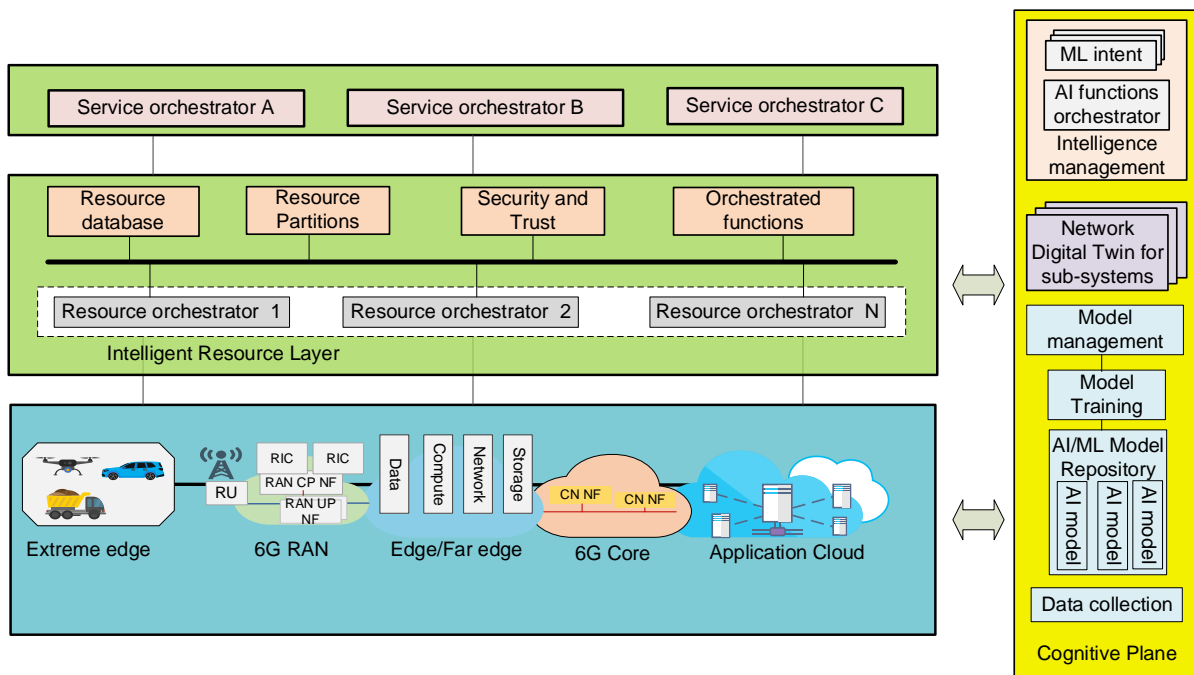 Service orchestrator A
Service orchestrator B
Service orchestrator C
Resource
database
Resource
Partitions
Security and
Trust
Orchestrated
functions
Resource orchestrator 1
Resource orchestrator 2
Resource orchestrator N
Intelligent Resource Layer
RU
RIC
RIC
RAN CP NF
RAN UP
NF
Data
Compute
Network
Storage
CN NF
CN NF
Extreme edge
6G RAN
Edge/Far edge
6G Core
Application Cloud
ML intent
AI functions
orchestrator
Intelligence
management
Network
Digital Twin for
sub-systems
Model
management
Model
Training
AI/ML Model
Repository
AI model
AI model
AI model
Data collection
Cognitive Plane